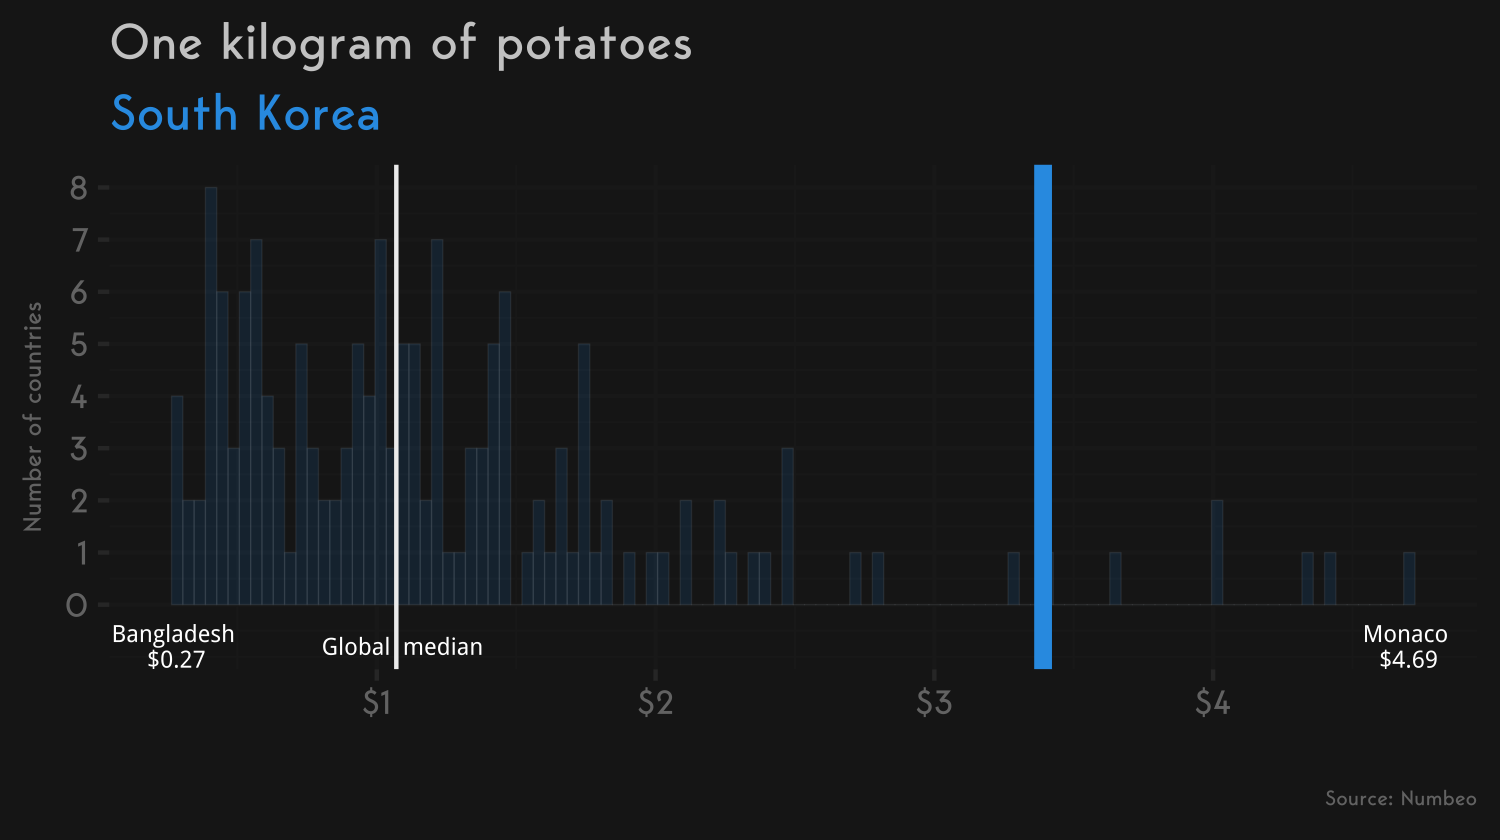 One kilogram of potatoes
South Korea
Number of countries
8
7
6
5
4
3
2
1
0
Bangladesh
$0.27
Global median
Monaco
$4.69
$1
$2
$3
$4
Source: Numbeo